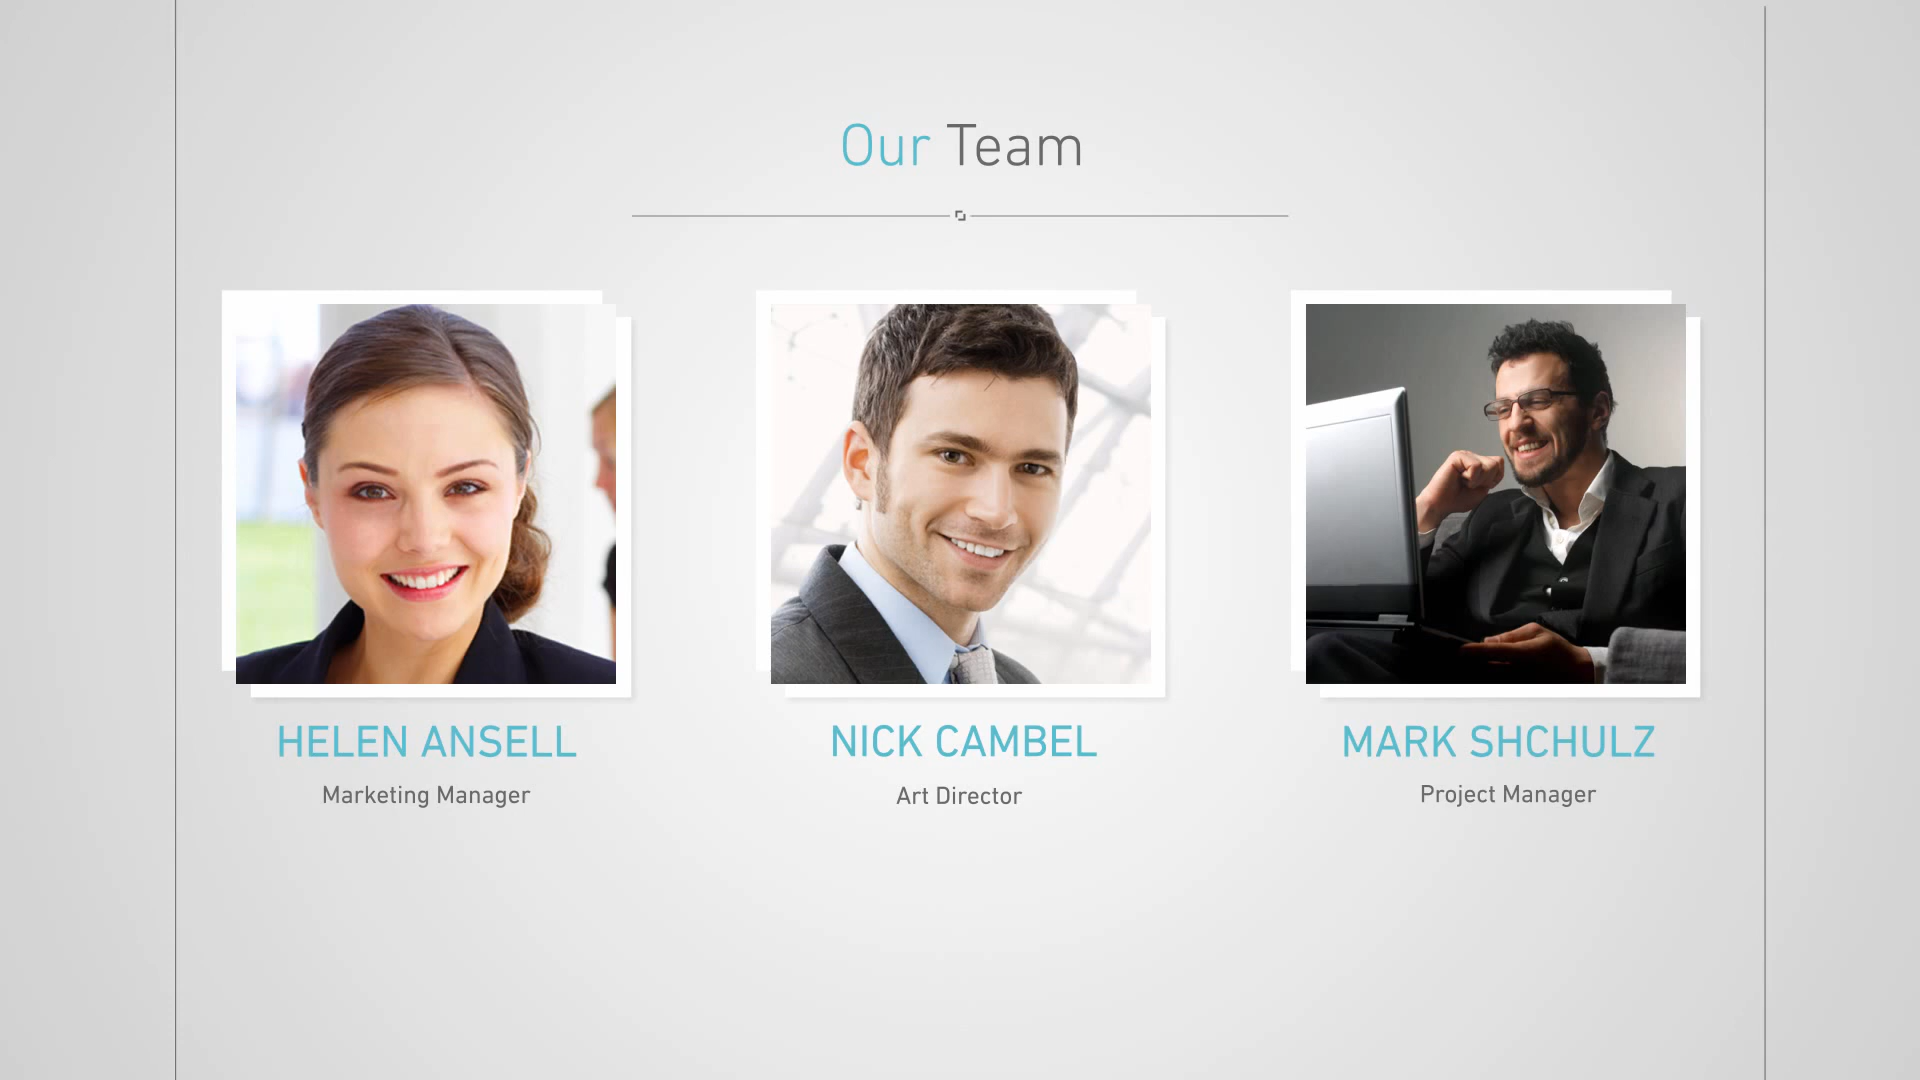 Our Team
HELEN ANSELL
NICK CAMBEL
MARK SHCHULZ
Marketing Manager
Art Director
Project Manager